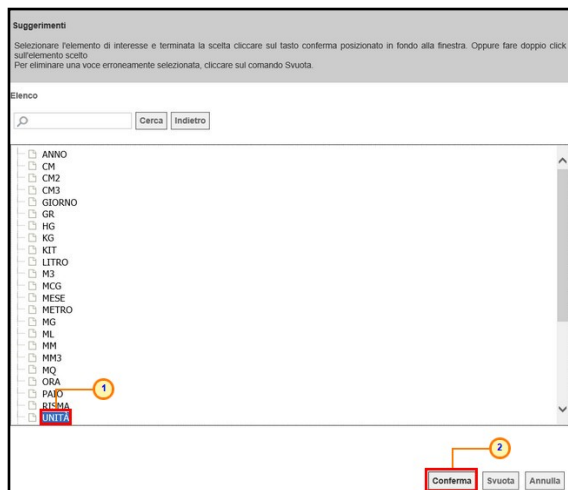 Suggerimenti
Selezionare l'elemento di interesse e terminata la scelta cliccare sul tasto conferma posizionato in fondo alla finestra. Oppure fare doppio click
sull'elemento scelto
Per eliminare una voce erroneamente selezionata, cliccare sul comando Svuota.
Elenco
Cerca Indietro
ANNO
CM
CM2
CM3
GIORNO
GR
HG
KG
KIT
LITRO
M3
MCG
MESE
METRO
MG
ML
MM
MM3
MQ
ORA
PAIO
1
RISMA
UNITÀ
2
Conferma Svuota Annulla